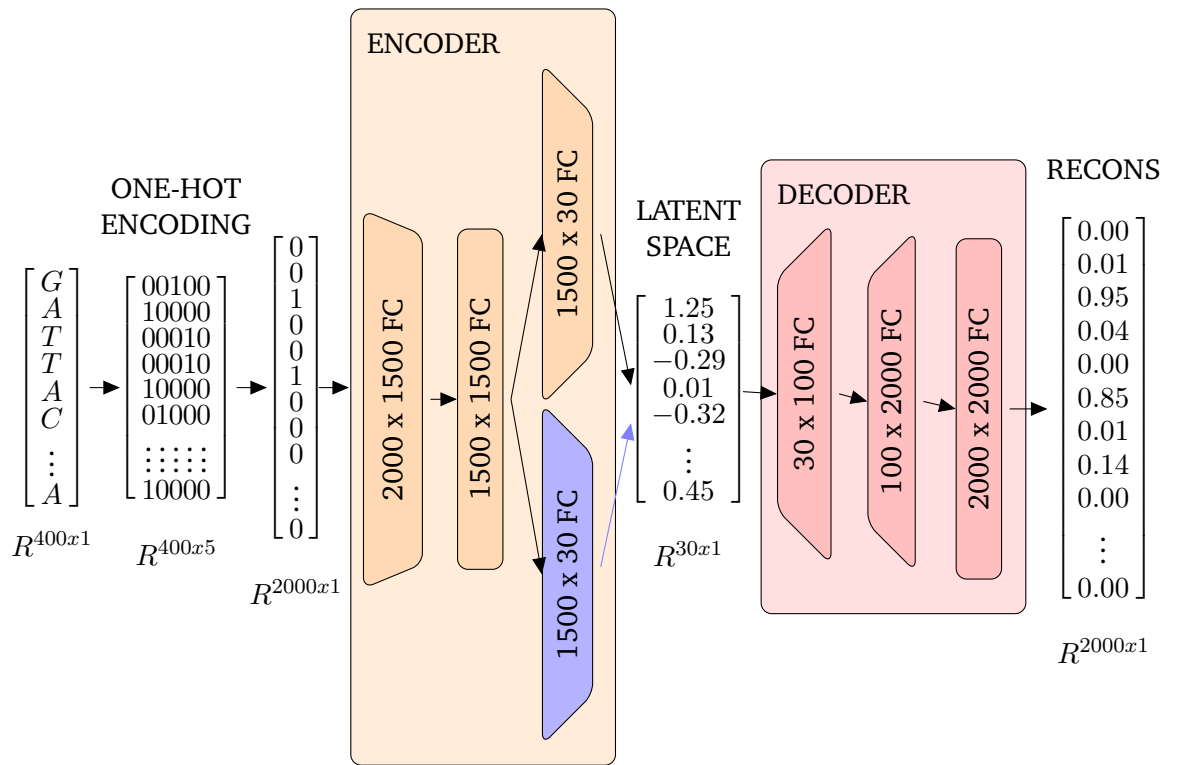 G
A
T
T
A
C
⋮
A
R^{400x1}
ONE-HOT
ENCODING
00100
10000
00010
00010
10000
01000
⋮⋮⋮⋮⋮
10000
R^{400x5}
0
0
1
0
0
1
0
0
0
⋮
0
R^{2000x1}
ENCODER
2000 x 1500 FC
1500 x 1500 FC
1500 x 30 FC
1500 x 30 FC
LATENT
SPACE
1.25
0.13
−0.29
0.01
−0.32
⋮
0.45
R^{30x1}
DECODER
30 x 100 FC
100 x 2000 FC
2000 x 2000 FC
RECONS
0.00
0.01
0.95
0.04
0.00
0.85
0.01
0.14
0.00
⋮
0.00
R^{2000x1}